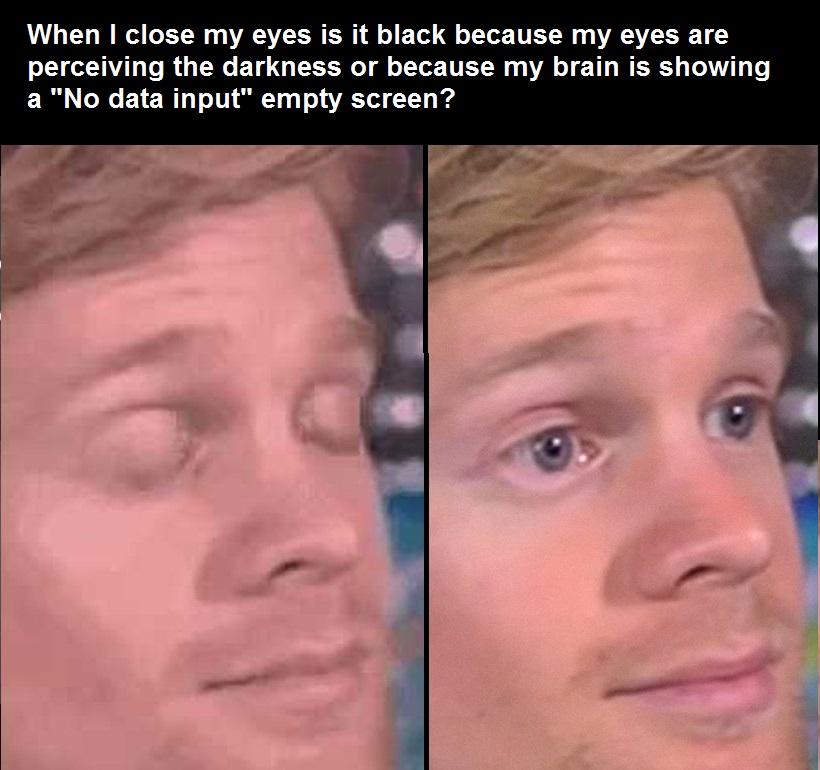 When I close my eyes is it black because my eyes are
perceiving the darkness or because my brain is showing
a "No data input" empty screen?